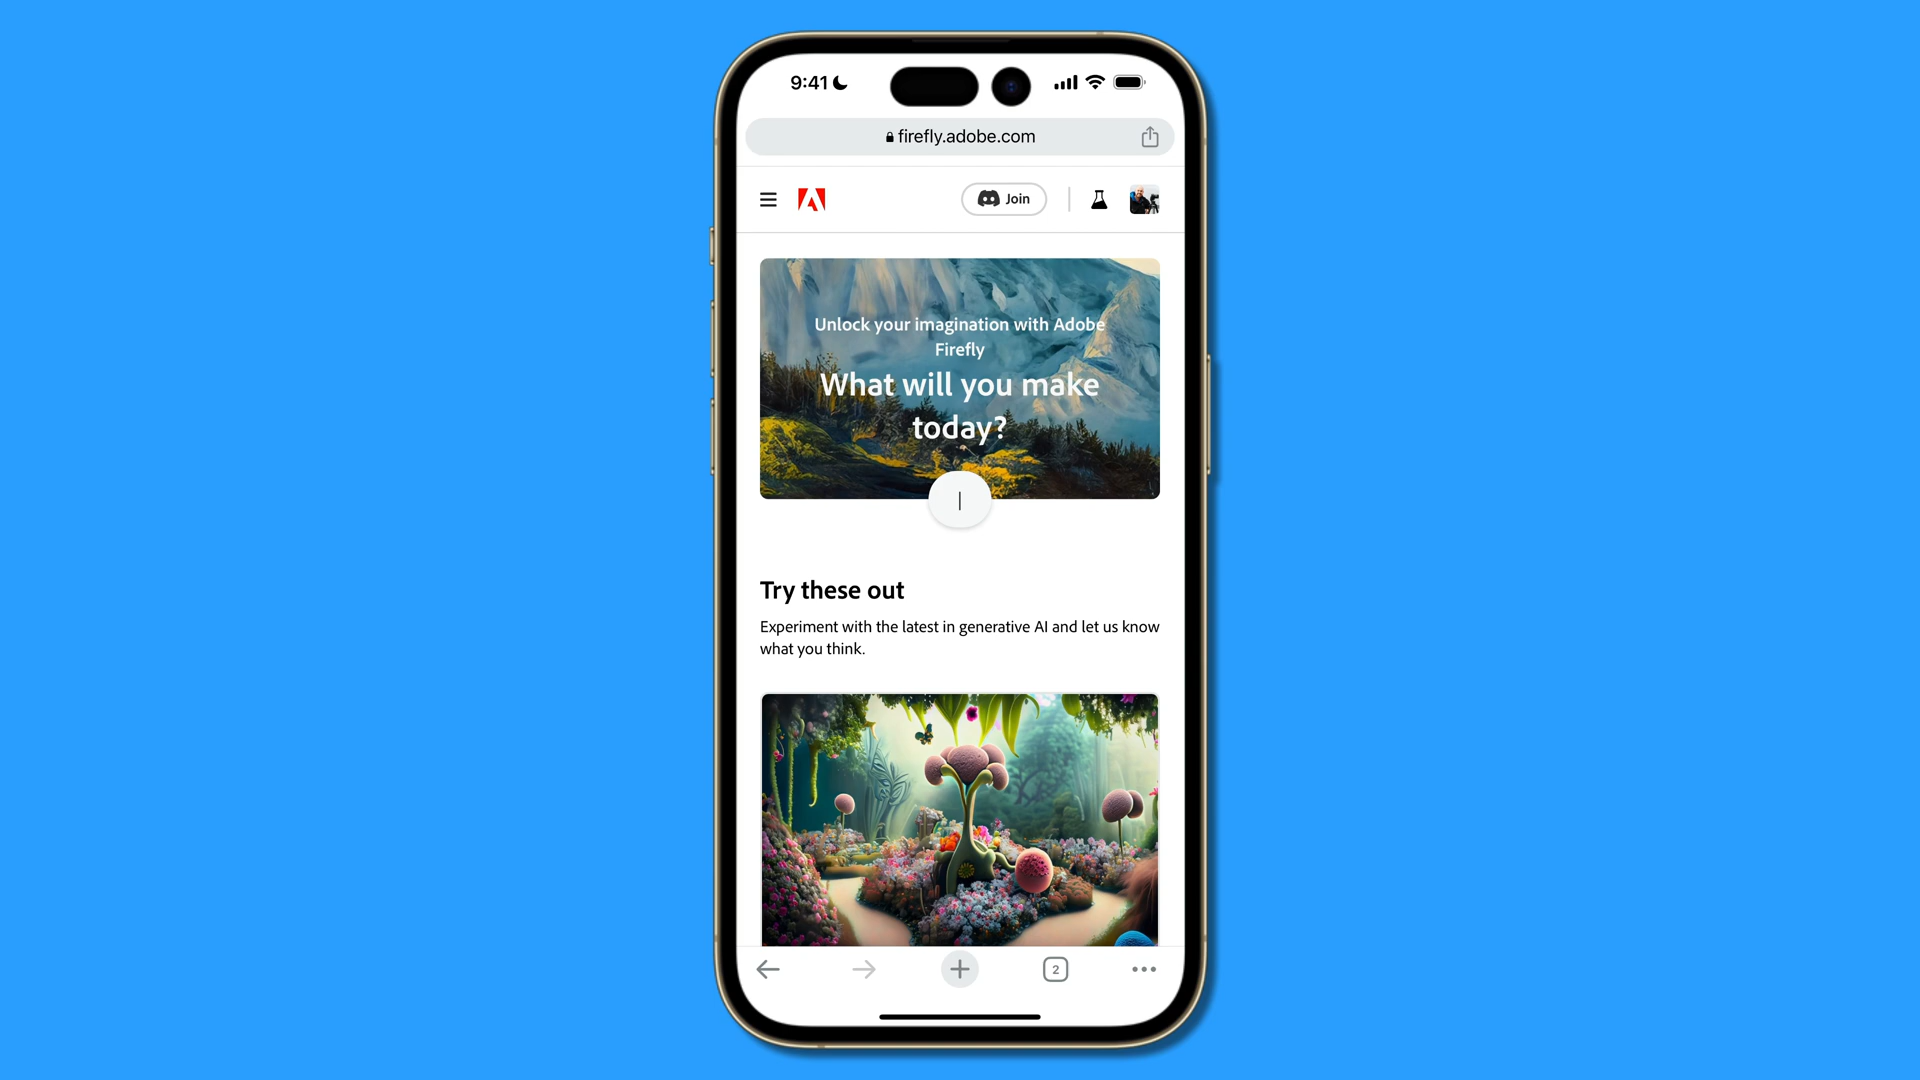 9:41
firefly.adobe.com
Join
Unlock your imagination with Adobe
Firefly
What will you make
today?
Try these out
Experiment with the latest in generative AI and let us know
what you think.
2